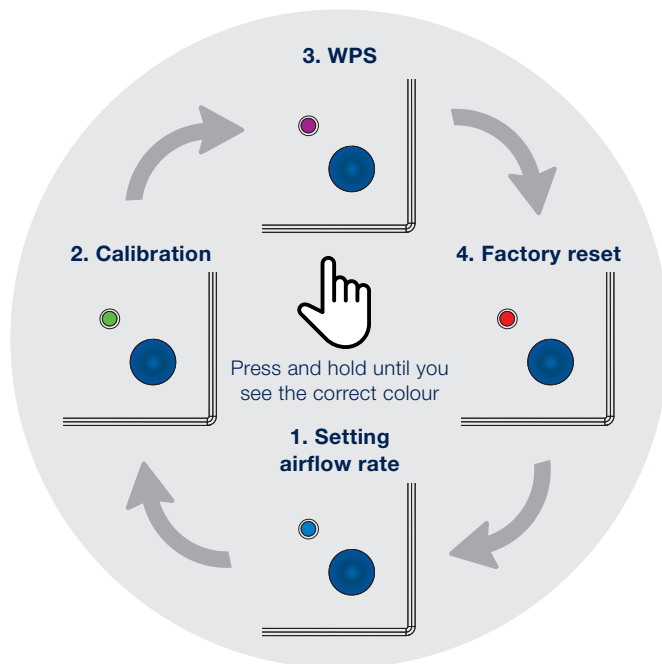 3. WPS
2. Calibration
4. Factory reset
Press and hold until you
see the correct colour
1. Setting
airflow rate